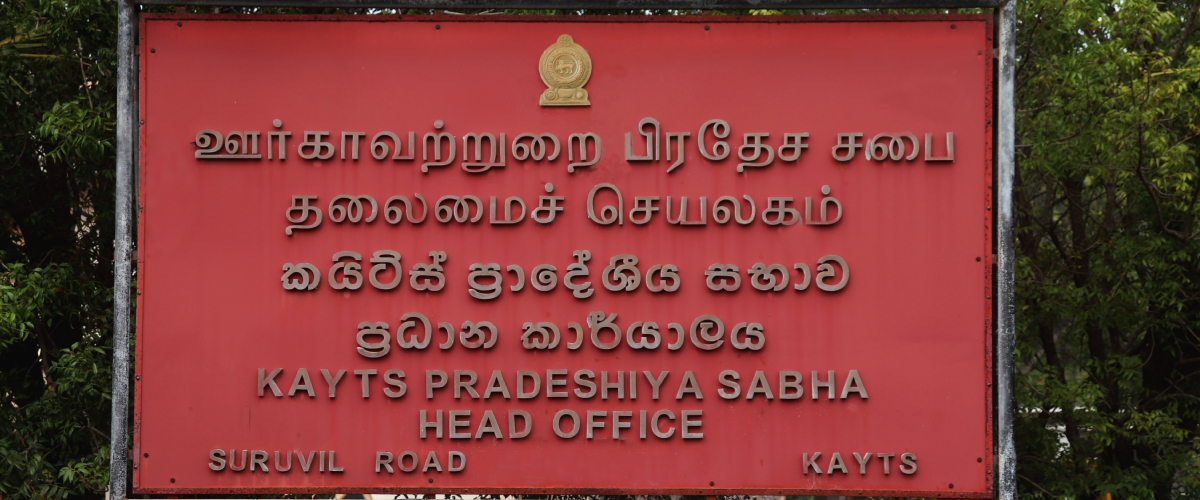 ஊர்காவற்றுறை பிரதேச சபை
தலைமைச் செயலகம்
කයිට්ස් ප්‍රාදේශීය සභාව
ප්‍රධාන කාර්යාලය
KAYTS PRADESHIYA SABHA
HEAD OFFICE
SURUVIL ROAD KAYTS